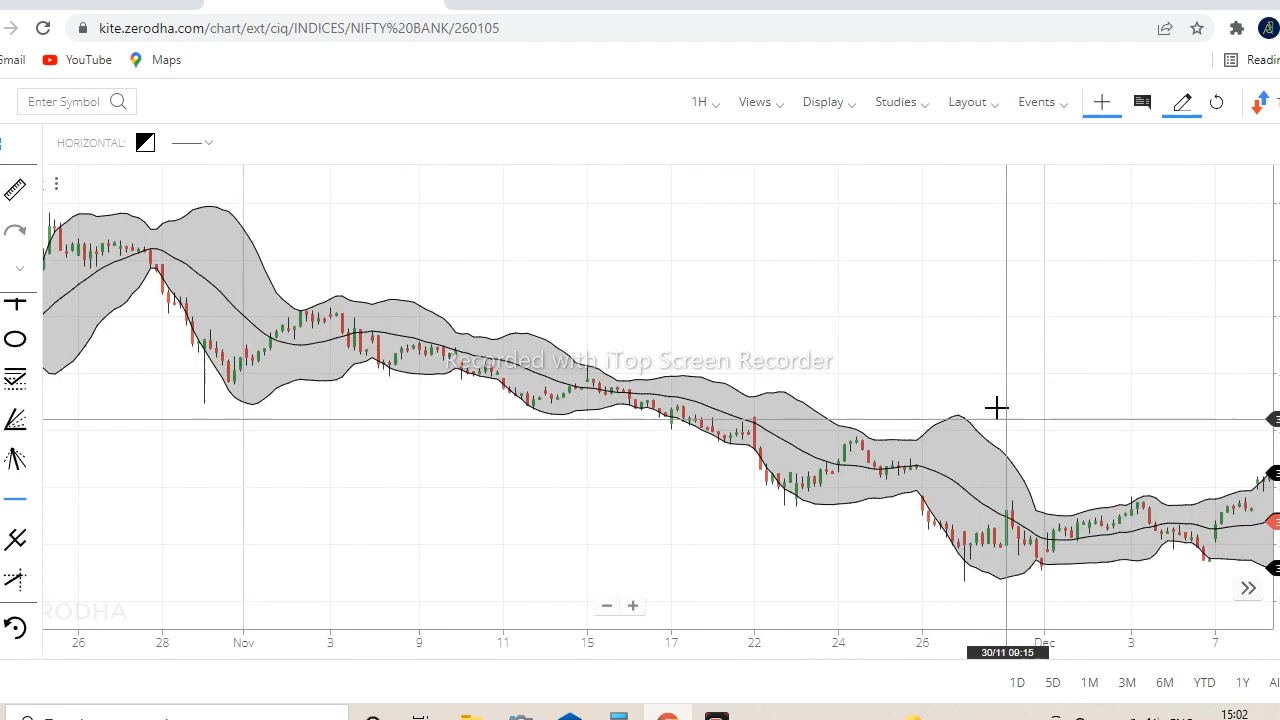 kite.zerodha.com/chart/ext/ciq/INDICES/NIFTY%20BANK/260105
Gmail YouTube Maps Readin
Enter Symbol 1H Views Display Studies Layout Events
HORIZONTAL:
Recorded with iTop Screen Recorder
ERODHA
26 28 Nov 3 9 11 15 17 22 24 26 Dec 3 7
30/11 09:15
1D 5D 1M 3M 6M YTD 1Y
15:02